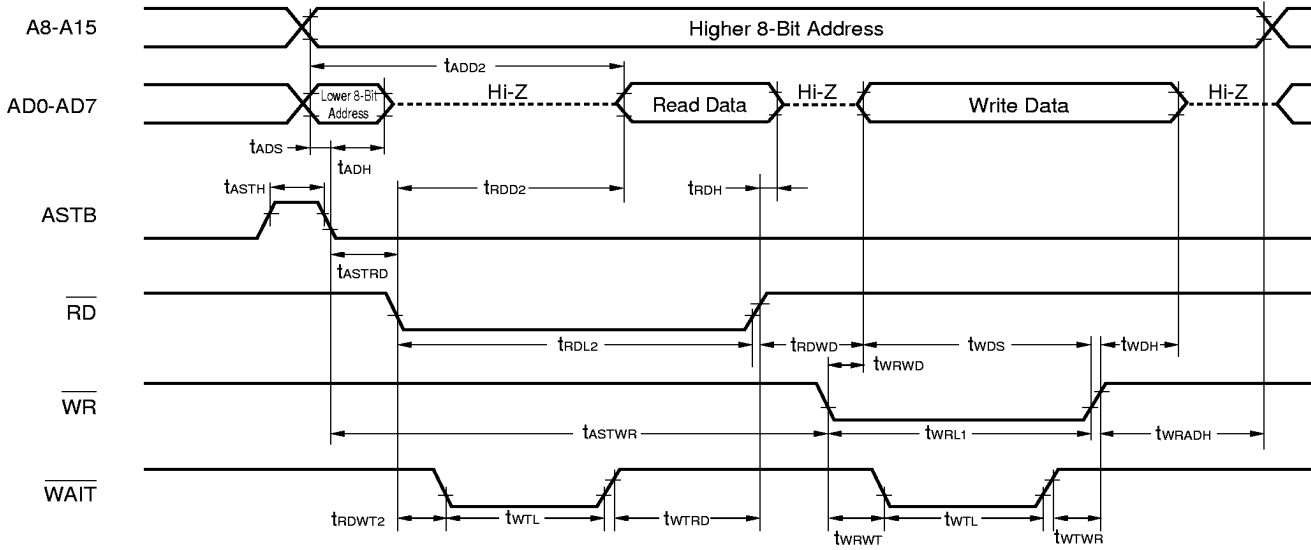 A8-A15
Higher 8-Bit Address
tADD2
AD0-AD7
Lower 8-Bit
Address
Hi-Z
Read Data
Hi-Z
Write Data
Hi-Z
tADS
tADH
tASTH
tRDD2
tRDH
ASTB
tASTRD
RD
tRDL2
tRDWD
tWDS
tWDH
tWRWD
WR
tASTWR
tWRL1
tWRADH
WAIT
tRDWT2
tWTL
tWTRD
tWRWT
tWTL
tWTWR